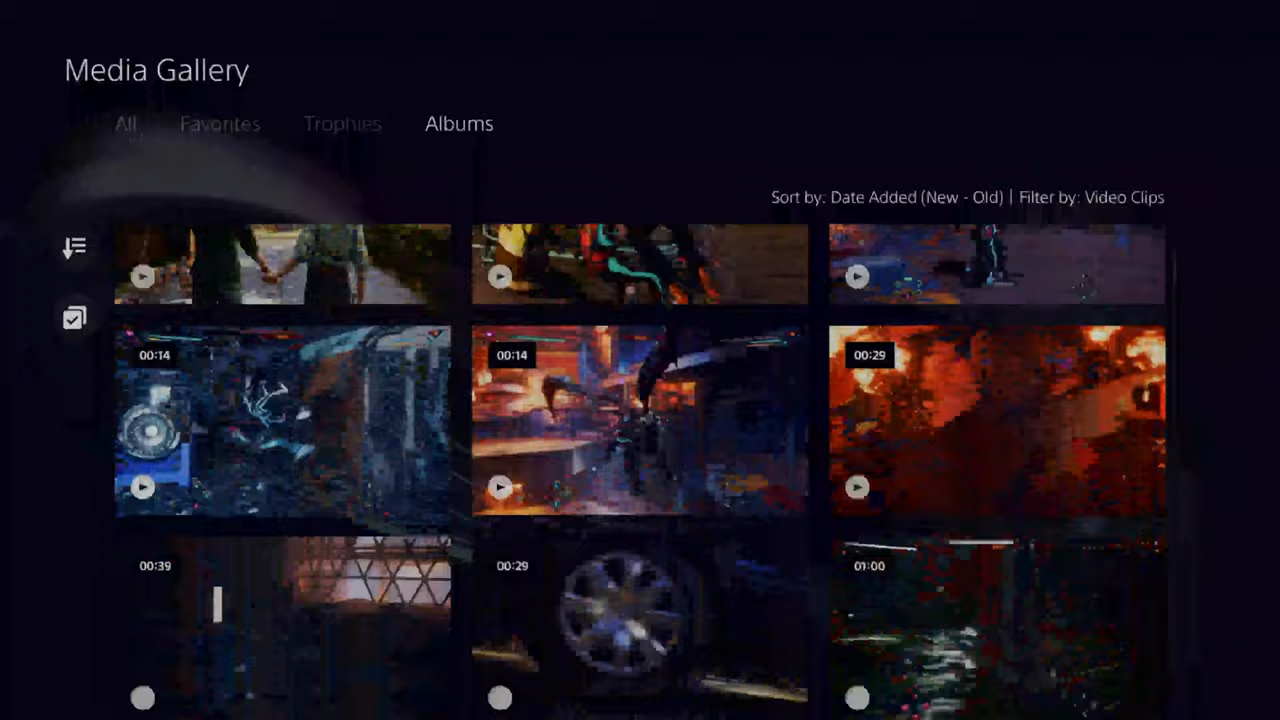 Media Gallery
All Favorites Trophies Albums
Sort by: Date Added (New - Old) | Filter by: Video Clips
00:14 00:14 00:29
00:39 00:29 01:00